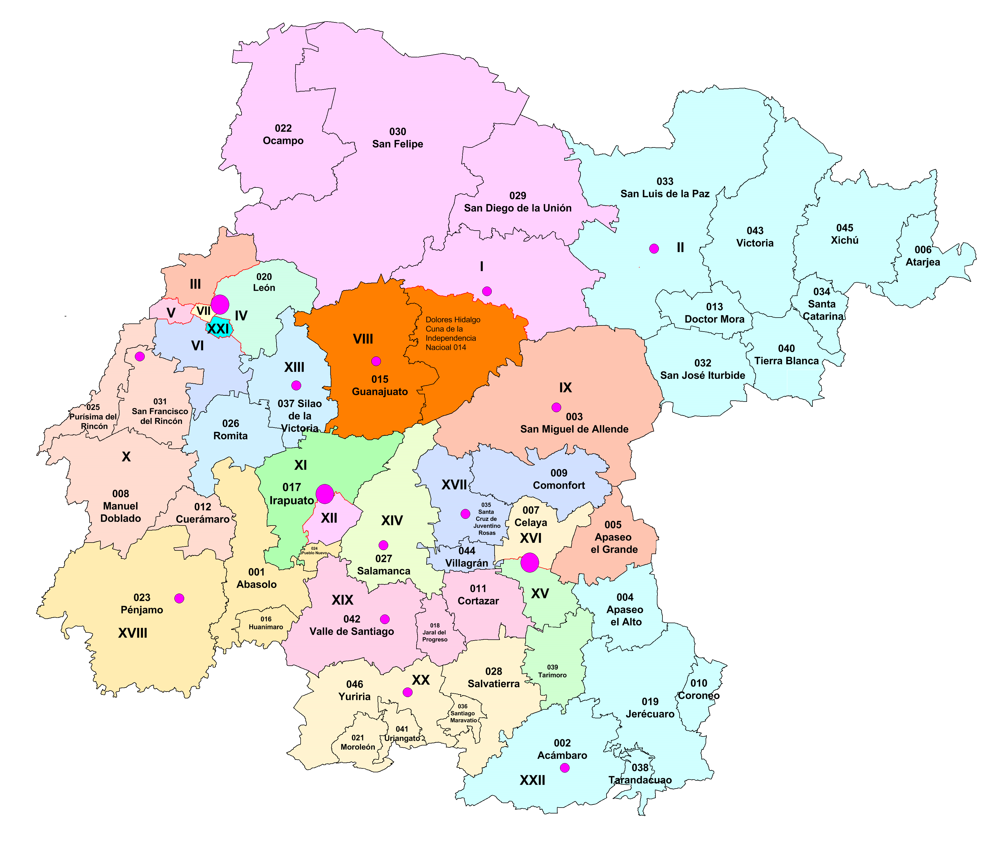 022
Ocampo
030
San Felipe
029
San Diego de la Unión
033
San Luis de la Paz
043
Victoria
045
Xichú
006
Atarjea
II
I
034
Santa
Catarina
013
Doctor Mora
040
Tierra Blanca
032
San José Iturbide
III
020
León
IV
V
VII
XXI
VI
VIII
015
Guanajuato
Dolores Hidalgo
Cuna de la
Independencia
Nacioal 014
XIII
037 Silao
de la
Victoria
IX
003
San Miguel de Allende
025
Purísima del
Rincón
031
San Francisco
del Rincón
026
Romita
X
008
Manuel
Doblado
012
Cuerámaro
XI
017
Irapuato
XII
XIV
027
Salamanca
XVII
009
Comonfort
035
Santa
Cruz de
Juventino
Rosas
007
Celaya
XVI
005
Apaseo
el Grande
044
Villagrán
024
Pueblo Nuevo
001
Abasolo
023
Pénjamo
XVIII
016
Huanímaro
XIX
042
Valle de Santiago
018
Jaral del
Progreso
011
Cortazar
XV
004
Apaseo
el Alto
039
Tarimoro
028
Salvatierra
XX
046
Yuriria
036
Santiago
Maravatío
021
Moroleón
041
Uriangato
010
Coroneo
019
Jerécuaro
002
Acámbaro
XXII
038
Tarandacuao